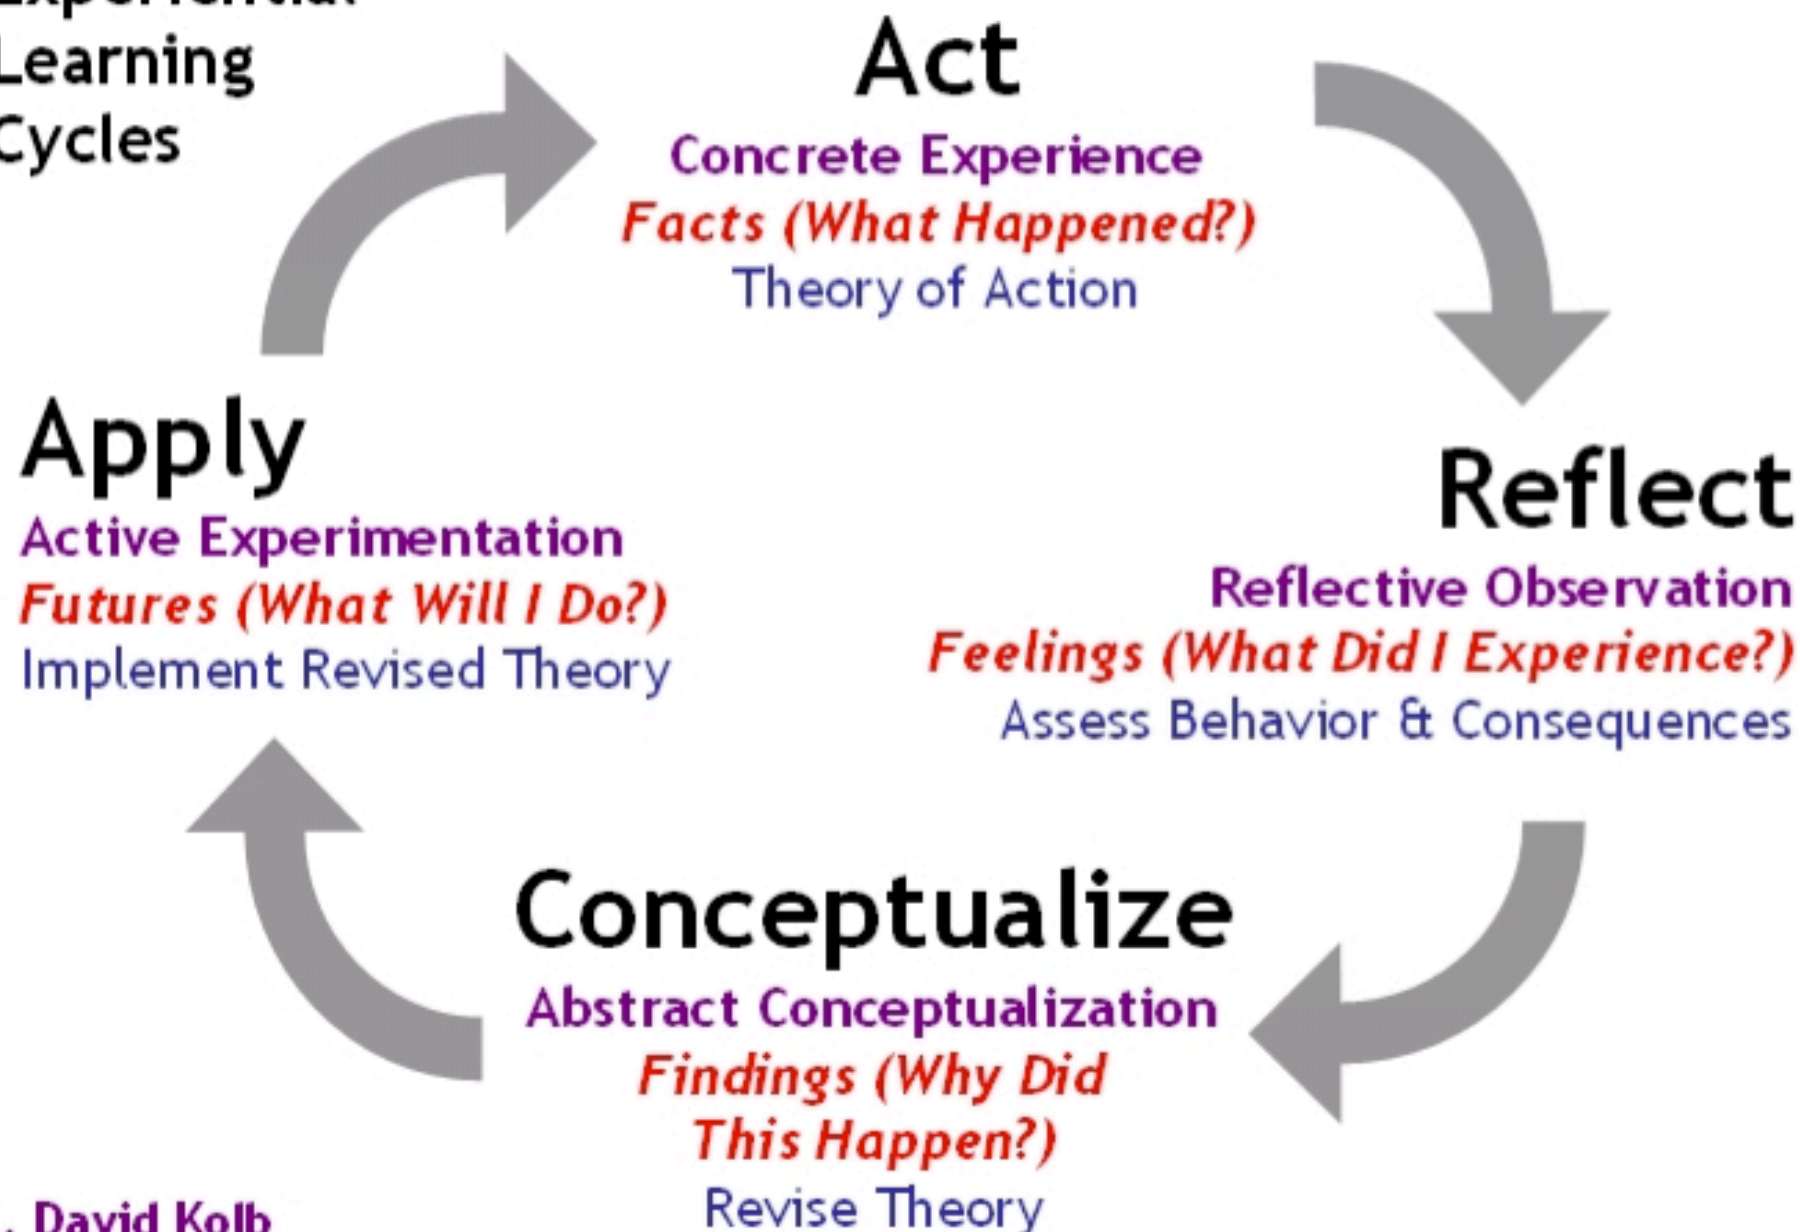 Experiential
Learning
Cycles
Act
Concrete Experience
Facts (What Happened?)
Theory of Action
Reflect
Reflective Observation
Feelings (What Did I Experience?)
Assess Behavior & Consequences
Conceptualize
Abstract Conceptualization
Findings (Why Did
This Happen?)
Revise Theory
Apply
Active Experimentation
Futures (What Will I Do?)
Implement Revised Theory
. David Kolb